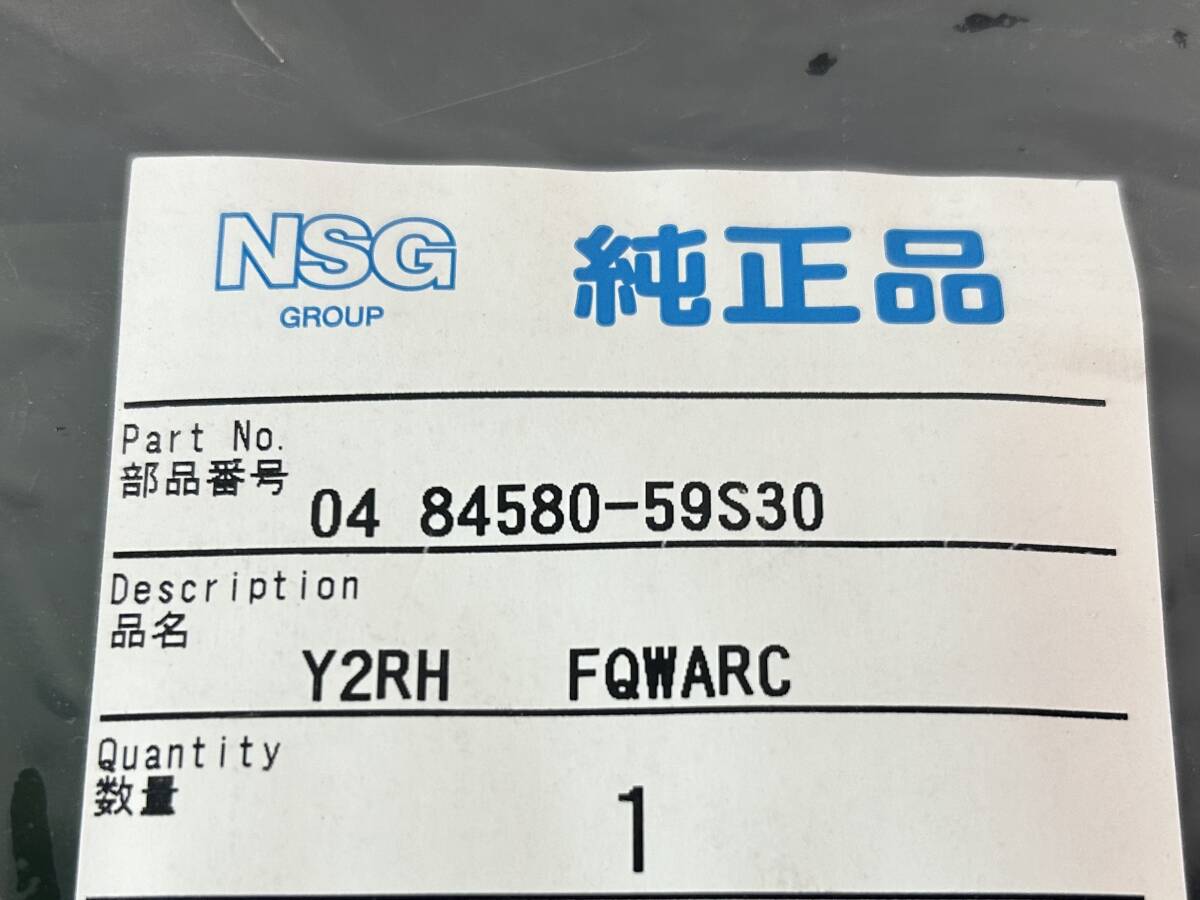 NSG
GROUP
純正品
Part No.
部品番号
04 84580-59S30
Description
品名
Y2RH FQWARC
Quantity
数量
1